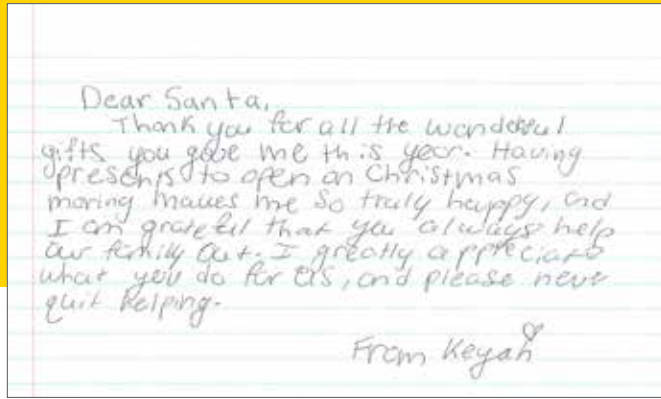 Dear Santa,
Thank you for all the wonderful
gifts you gave me this year. Having
presents to open on Christmas
moring makes me so truly happy, and
I am grateful that you always help
our family out. I greatly appreciate
what you do for us, and please never
quit helping.
From Keyah